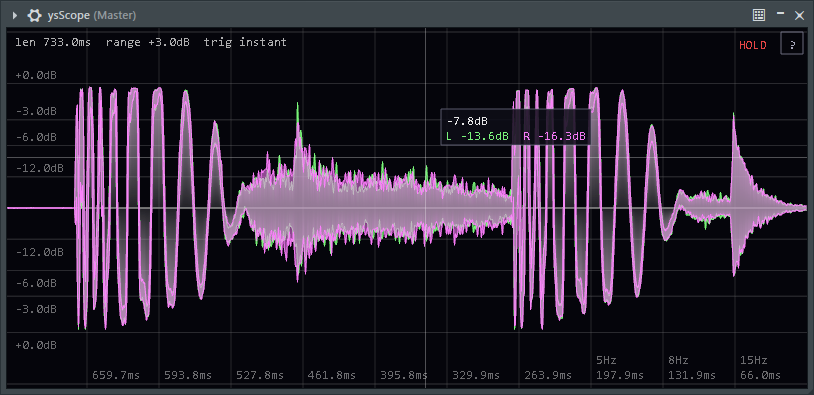 ysScope (Master)
len 733.0ms range +3.0dB trig instant
HOLD ?
+0.0dB
-3.0dB
-6.0dB
-12.0dB
-7.8dB
L -13.6dB R -16.3dB
-12.0dB
-6.0dB
-3.0dB
+0.0dB
5Hz 8Hz 15Hz
659.7ms 593.8ms 527.8ms 461.8ms 395.8ms 329.9ms 263.9ms 197.9ms 131.9ms 66.0ms